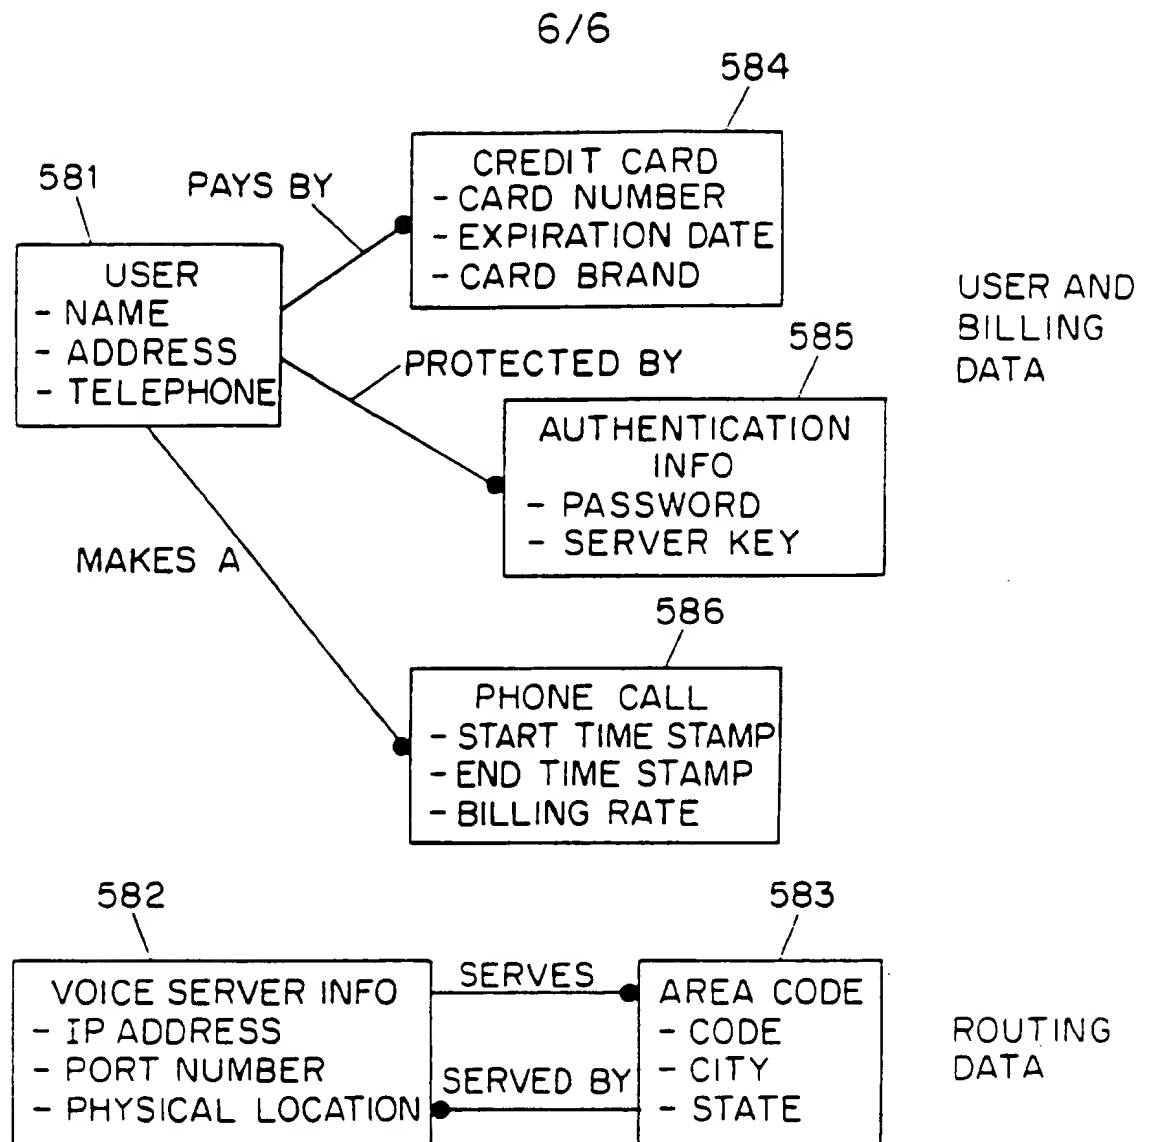 6/6
584
CREDIT CARD
- CARD NUMBER
- EXPIRATION DATE
- CARD BRAND
581
PAYS BY
USER
- NAME
- ADDRESS
- TELEPHONE
USER AND
BILLING
DATA
PROTECTED BY
585
AUTHENTICATION
INFO
- PASSWORD
- SERVER KEY
MAKES A
586
PHONE CALL
- START TIME STAMP
- END TIME STAMP
- BILLING RATE
582
VOICE SERVER INFO
- IP ADDRESS
- PORT NUMBER
- PHYSICAL LOCATION
SERVES
SERVED BY
583
AREA CODE
- CODE
- CITY
- STATE
ROUTING
DATA